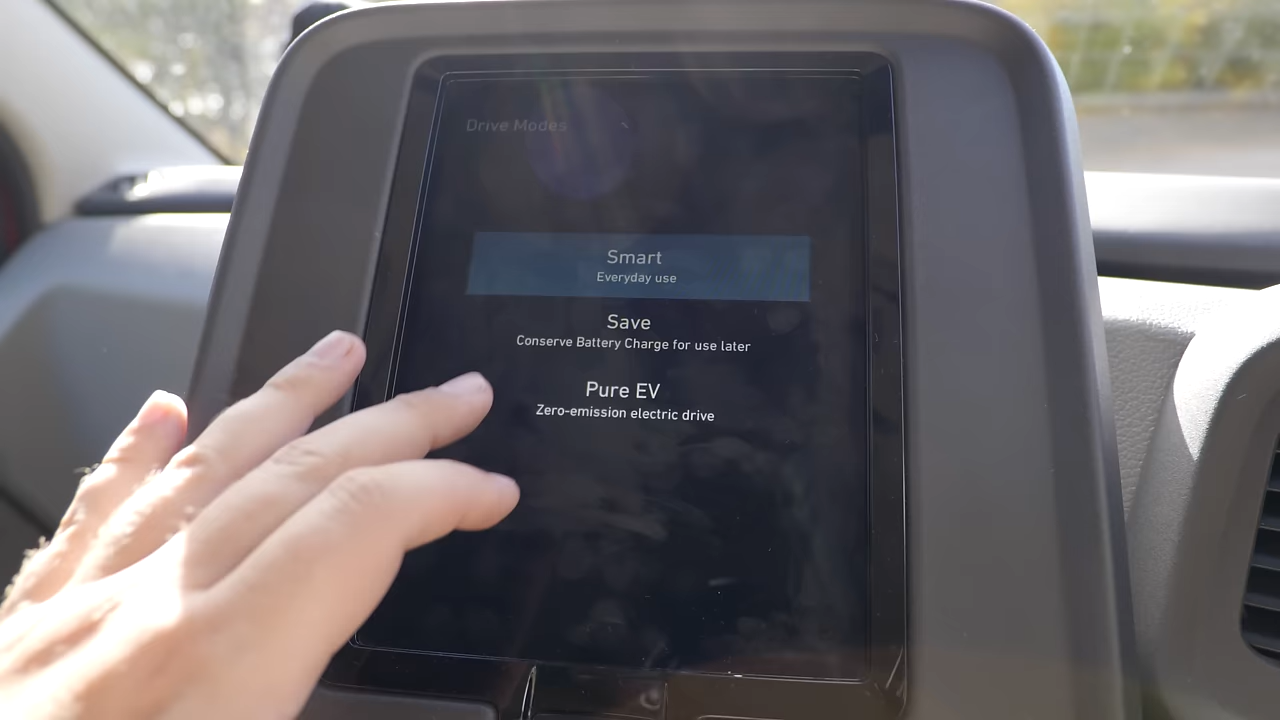 Drive Modes
Smart
Everyday use
Save
Conserve Battery Charge for use later
Pure EV
Zero-emission electric drive